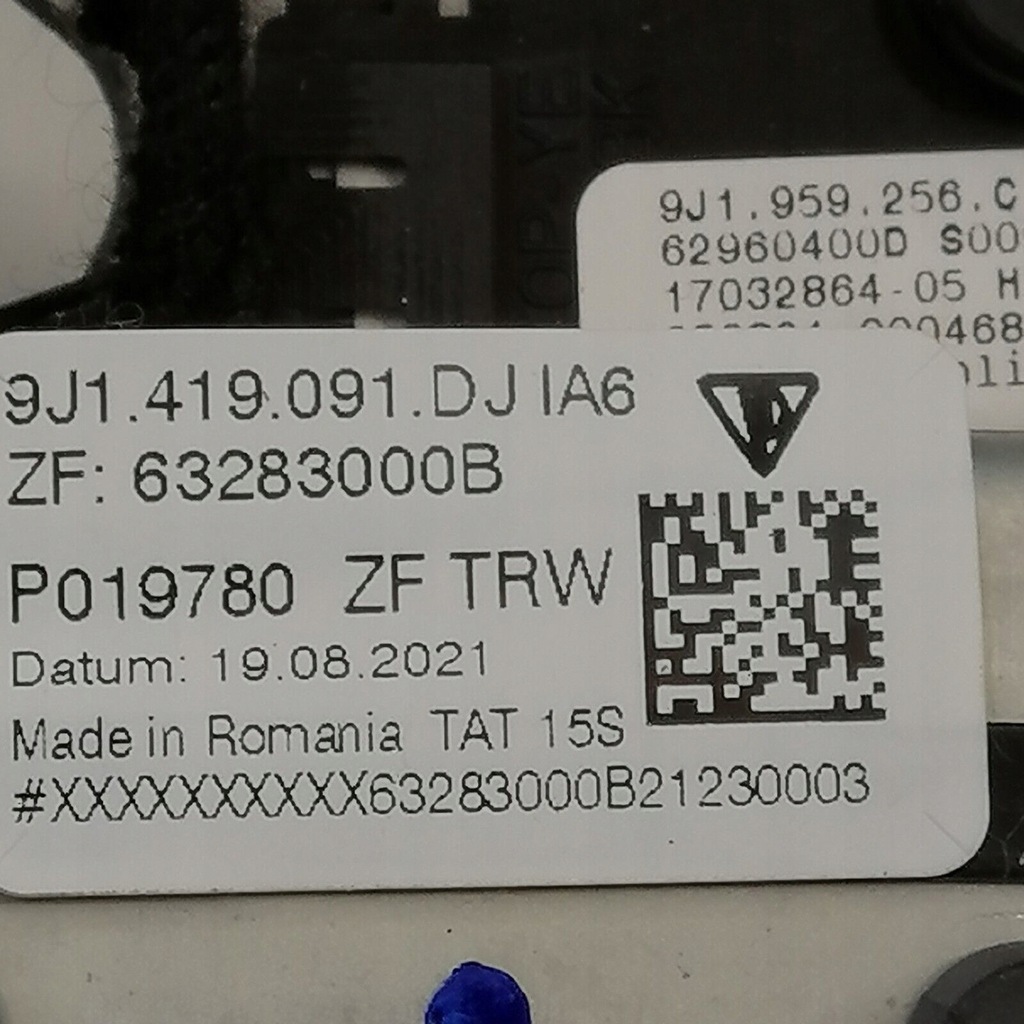 9J1.959.256.C
62960400D S00
17032864-05 H
0468
9J1.419.091.DJ IA6
ZF: 63283000B
P019780 ZF TRW
Datum: 19.08.2021
Made in Romania TAT 15S
#XXXXXXXXXX63283000B21230003